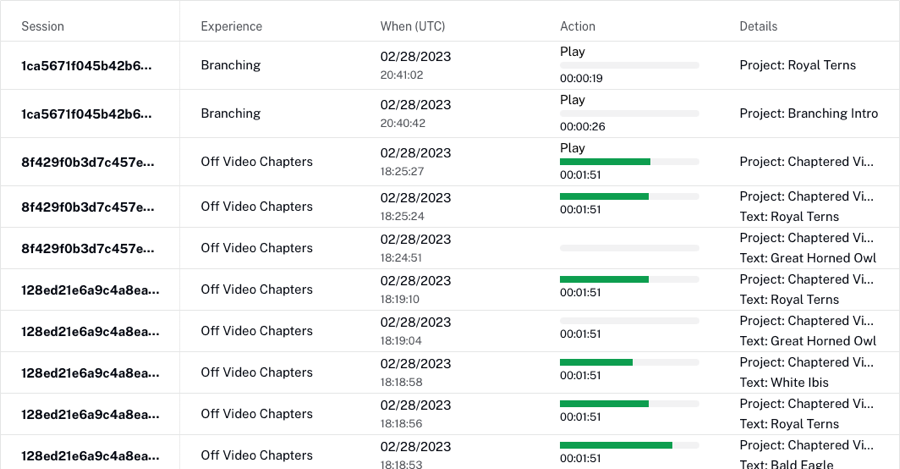 Session Experience When (UTC) Action Details
1ca5671f045b42b6... Branching 02/28/2023 20:41:02 Play 00:00:19 Project: Royal Terns
1ca5671f045b42b6... Branching 02/28/2023 20:40:42 Play 00:00:26 Project: Branching Intro
8f429f0b3d7c457e... Off Video Chapters 02/28/2023 18:25:27 Play 00:01:51 Project: Chaptered Vi...
8f429f0b3d7c457e... Off Video Chapters 02/28/2023 18:25:24 00:01:51 Project: Chaptered Vi... Text: Royal Terns
8f429f0b3d7c457e... Off Video Chapters 02/28/2023 18:24:51 Project: Chaptered Vi... Text: Great Horned Owl
128ed21e6a9c4a8ea... Off Video Chapters 02/28/2023 18:19:10 00:01:51 Project: Chaptered Vi... Text: Royal Terns
128ed21e6a9c4a8ea... Off Video Chapters 02/28/2023 18:19:04 00:01:51 Project: Chaptered Vi... Text: Great Horned Owl
128ed21e6a9c4a8ea... Off Video Chapters 02/28/2023 18:18:58 00:01:51 Project: Chaptered Vi... Text: White Ibis
128ed21e6a9c4a8ea... Off Video Chapters 02/28/2023 18:18:56 00:01:51 Project: Chaptered Vi... Text: Royal Terns
128ed21e6a9c4a8ea... Off Video Chapters 02/28/2023 18:18:53 00:01:51 Project: Chaptered Vi... Text: Bald Eagle